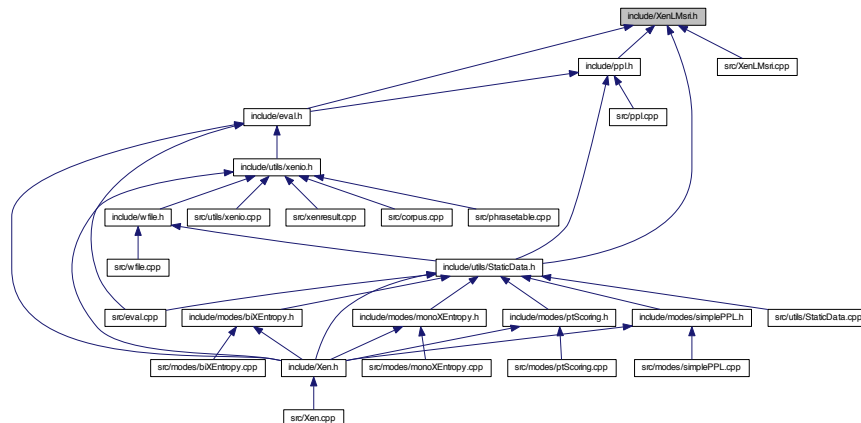 include/XenLMsri.h
include/ppl.h
src/XenLMsri.cpp
include/eval.h
src/ppl.cpp
include/utils/xenio.h
include/wfile.h
src/utils/xenio.cpp
src/xenresult.cpp
src/corpus.cpp
src/phrasetable.cpp
src/wfile.cpp
include/utils/StaticData.h
src/eval.cpp
include/modes/biXEntropy.h
include/modes/monoXEntropy.h
include/modes/ptScoring.h
include/modes/simplePPL.h
src/utils/StaticData.cpp
src/modes/biXEntropy.cpp
include/Xen.h
src/modes/monoXEntropy.cpp
src/modes/ptScoring.cpp
src/modes/simplePPL.cpp
src/Xen.cpp